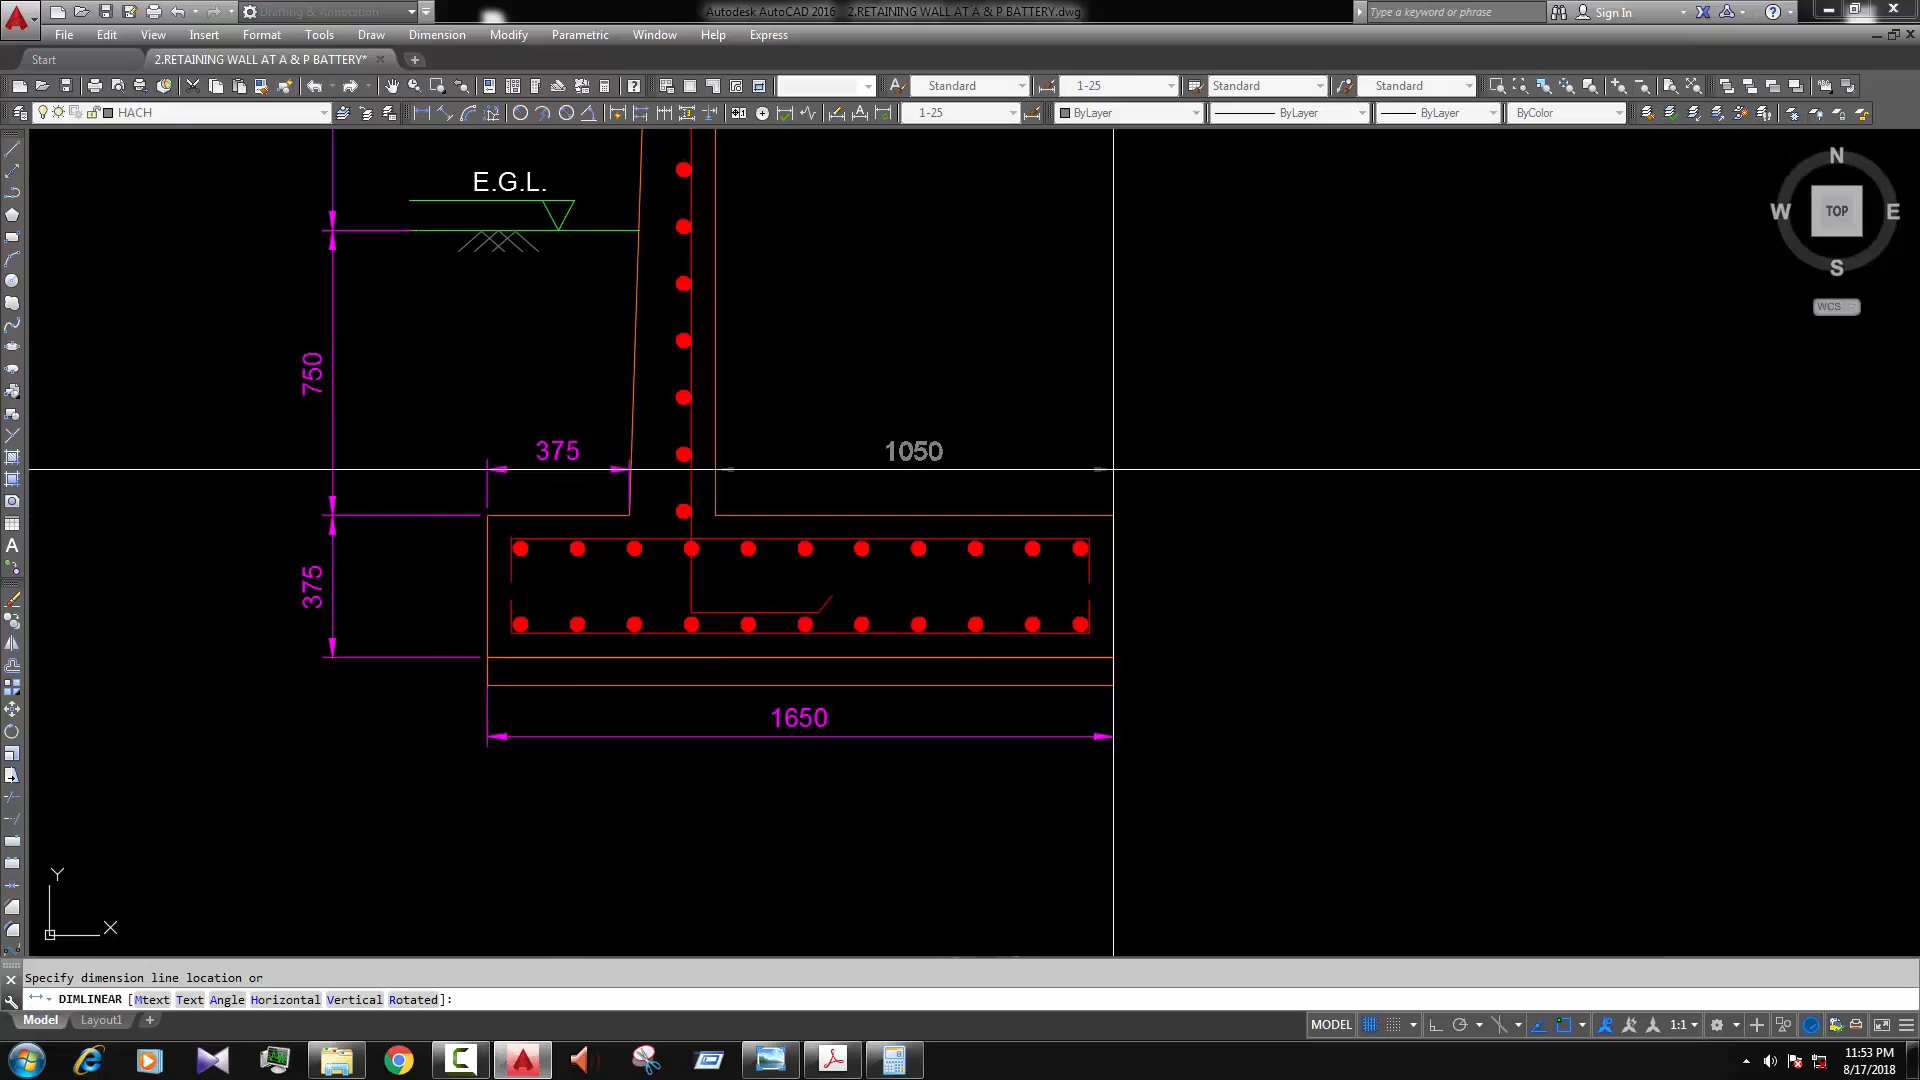 Drafting & Annotation
Autodesk AutoCAD 2016 - 2.RETAINING WALL AT A & P BATTERY.dwg
Type a keyword or phrase
Sign In
File Edit View Insert Format Tools Draw Dimension Modify Parametric Window Help Express
Start
2.RETAINING WALL AT A & P BATTERY*
Standard
1-25
Standard
Standard
HACH
1-25
ByLayer
ByLayer
ByLayer
ByColor
E.G.L.
N
W TOP E
S
WCS
750
375
1050
375
1650
Y
X
Specify dimension line location or
DIMLINEAR [Mtext Text Angle Horizontal Vertical Rotated]:
Model Layout1
MODEL
1:1
11:53 PM
8/17/2018